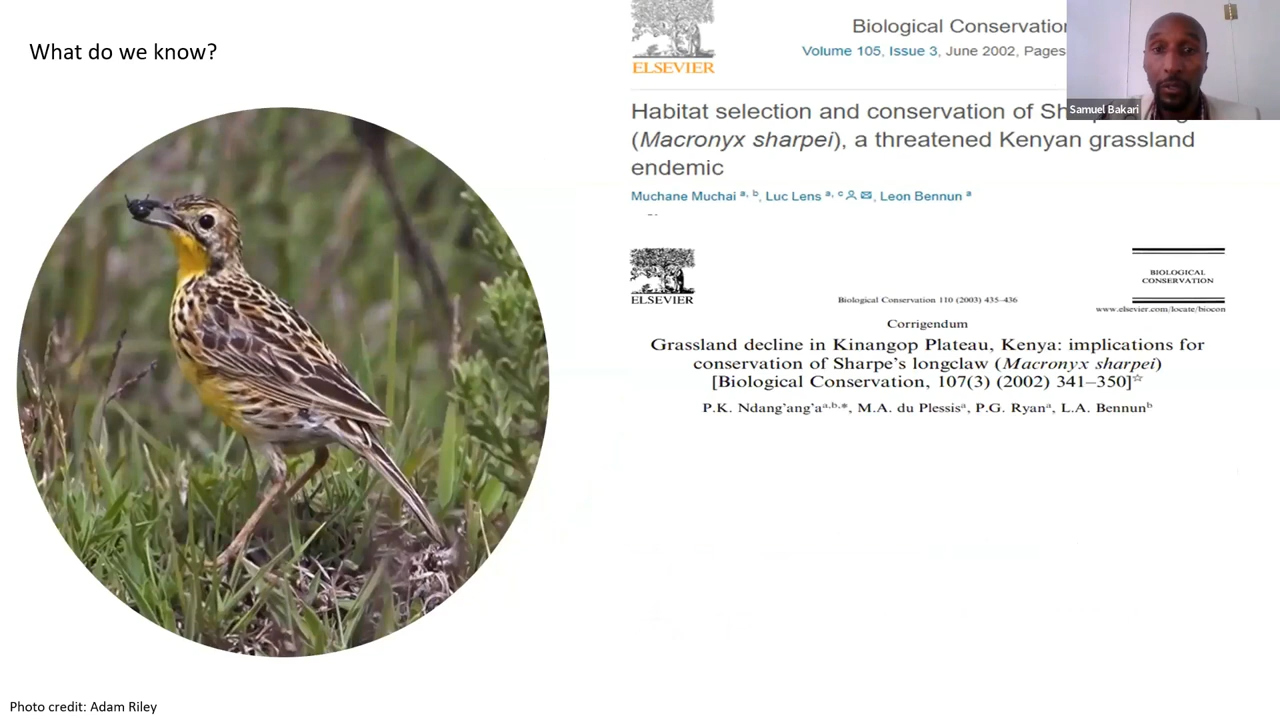 What do we know?
ELSEVIER
Biological Conservation
Volume 105, Issue 3, June 2002, Pages
Samuel Bakari
Habitat selection and conservation of
(Macronyx sharpei), a threatened Kenyan grassland
endemic
Muchane Muchai a, b, Luc Lens a, c, Leon Bennun a
ELSEVIER
BIOLOGICAL
CONSERVATION
Biological Conservation 110 (2003) 435–436
www.elsevier.com/locate/biocon
Corrigendum
Grassland decline in Kinangop Plateau, Kenya: implications for
conservation of Sharpe's longclaw (Macronyx sharpei)
[Biological Conservation, 107(3) (2002) 341–350]☆
P.K. Ndang'ang'a a,b,*, M.A. du Plessis a, P.G. Ryan a, L.A. Bennun b
Photo credit: Adam Riley